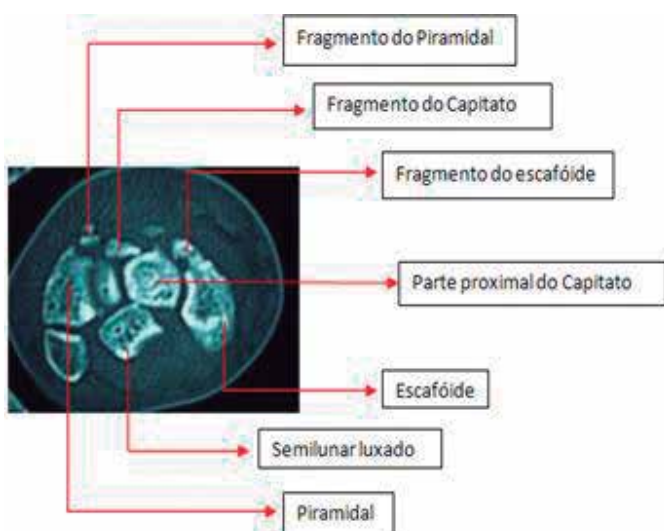 Fragmento do Piramidal
Fragmento do Capitato
Fragmento do escafóide
Parte proximal do Capitato
Escafóide
Semilunar luxado
Piramidal